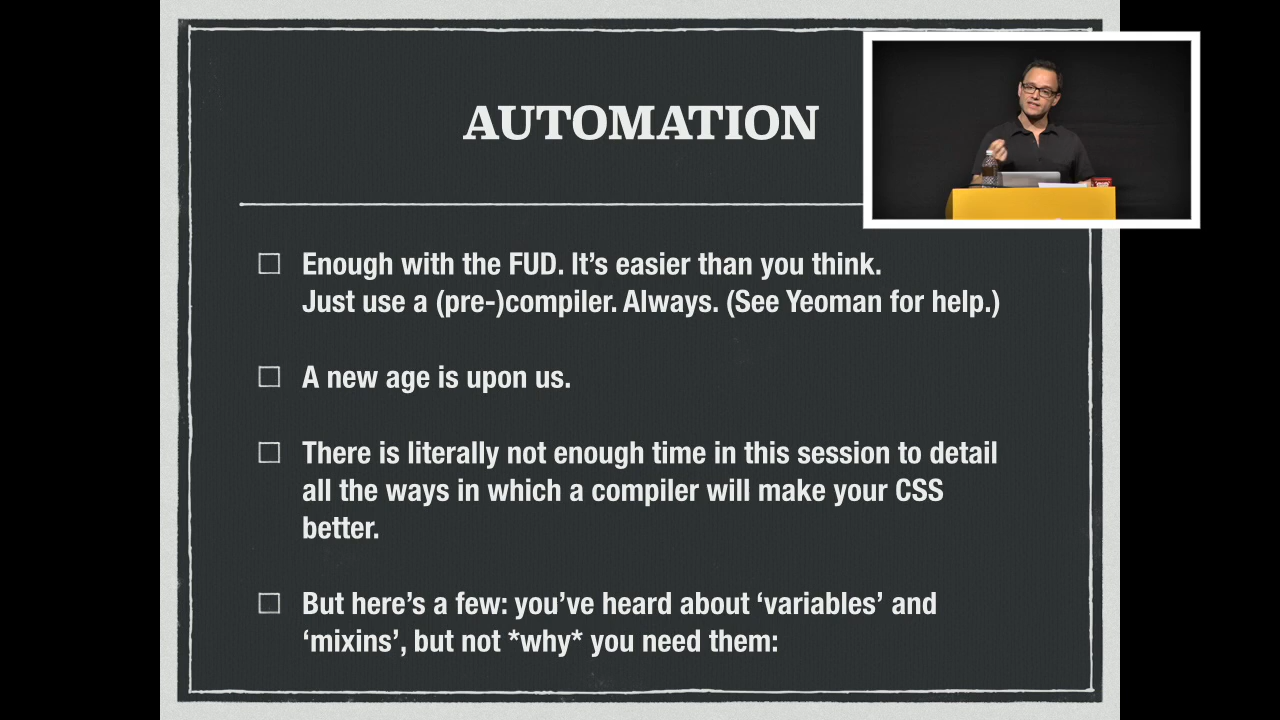 AUTOMATION
Enough with the FUD. It’s easier than you think.
Just use a (pre-)compiler. Always. (See Yeoman for help.)
A new age is upon us.
There is literally not enough time in this session to detail
all the ways in which a compiler will make your CSS
better.
But here’s a few: you’ve heard about ‘variables’ and
‘mixins’, but not *why* you need them: